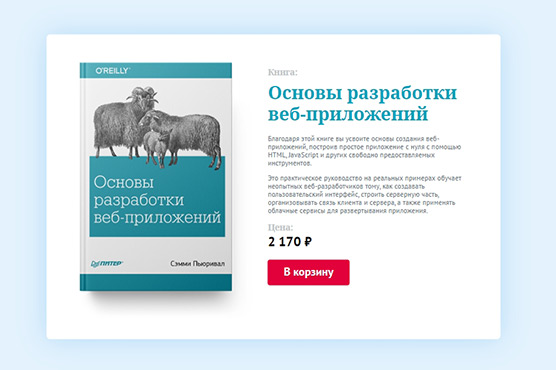 O'REILLY®
Основы
разработки
веб-приложений
ПИТЕР®
Сэмми Пьюривал
Книга:
Основы разработки
веб-приложений
Благодаря этой книге вы усвоите основы создания веб-
приложений, построив простое приложение с нуля с помощью
HTML, JavaScript и других свободно предоставляемых
инструментов.
Это практическое руководство на реальных примерах обучает
неопытных веб-разработчиков тому, как создавать
пользовательский интерфейс, строить серверную часть,
организовывать связь клиента и сервера, а также применять
облачные сервисы для развертывания приложения.
Цена:
2 170 ₽
В корзину